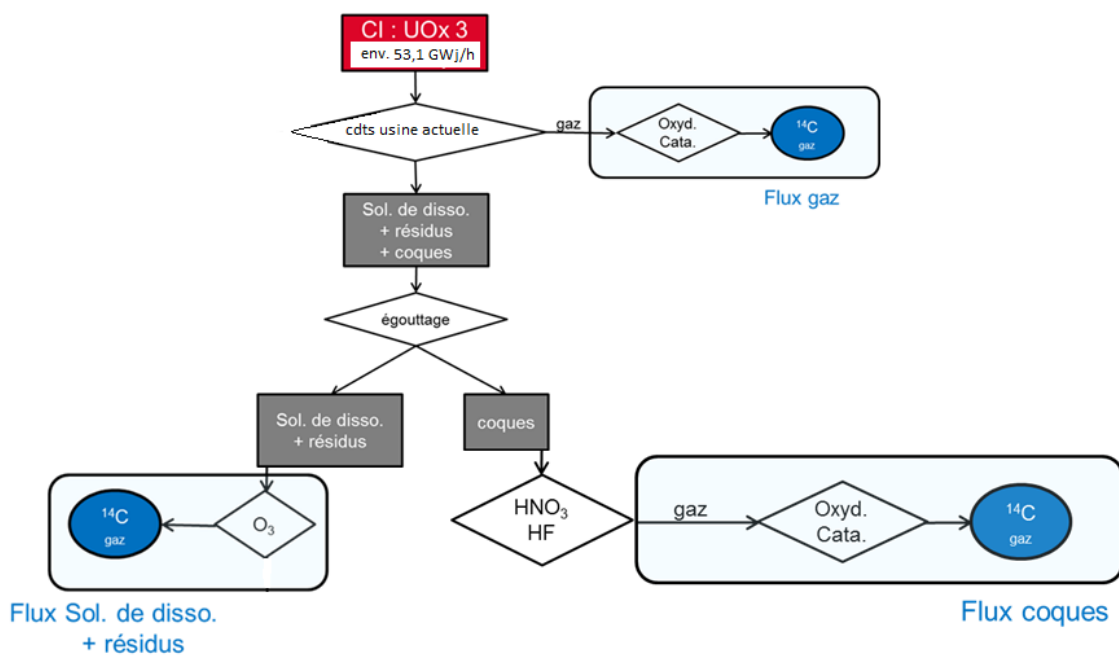 CI : UOx 3
env. 53,1 GWj/h
cdts usine actuelle
gaz
Oxyd.
Cata.
¹⁴C
gaz
Flux gaz
Sol. de disso.
+ résidus
+ coques
égouttage
Sol. de disso.
+ résidus
coques
¹⁴C
gaz
O₃
HNO₃
HF
gaz
Oxyd.
Cata.
¹⁴C
gaz
Flux Sol. de disso.
+ résidus
Flux coques